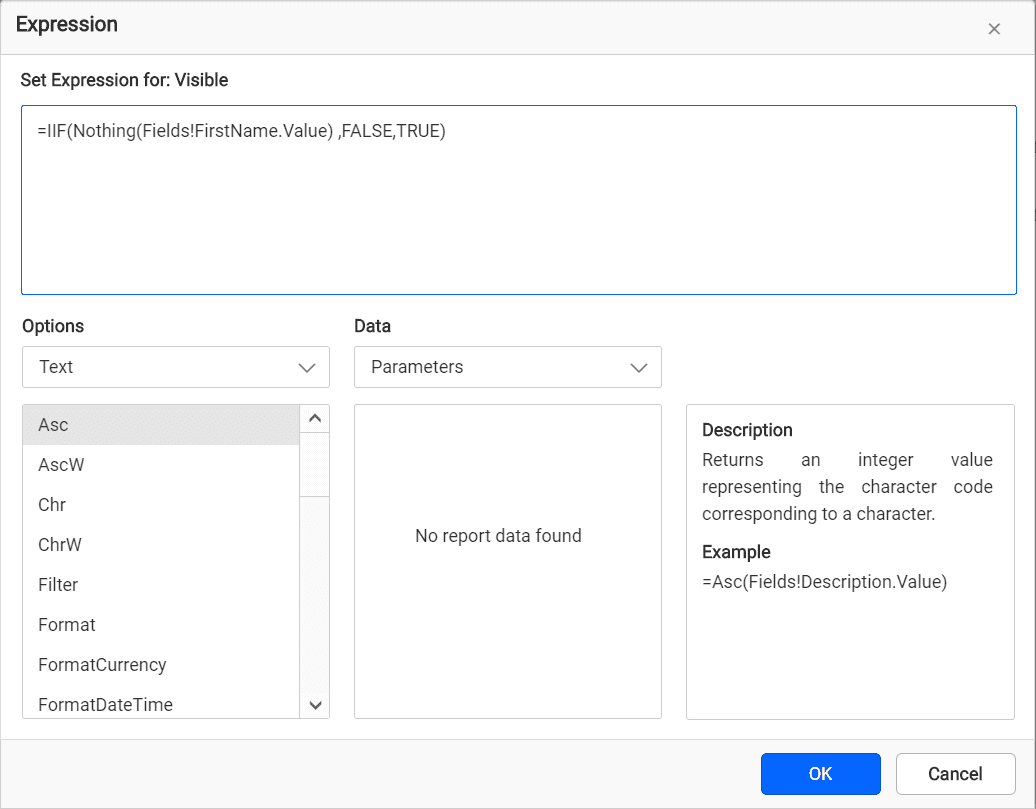 Expression
Set Expression for: Visible
=IIF(Nothing(Fields!FirstName.Value) ,FALSE,TRUE)
Options
Text
Asc
AscW
Chr
ChrW
Filter
Format
FormatCurrency
FormatDateTime
Data
Parameters
No report data found
Description
Returns an integer value
representing the character code
corresponding to a character.
Example
=Asc(Fields!Description.Value)
OK
Cancel